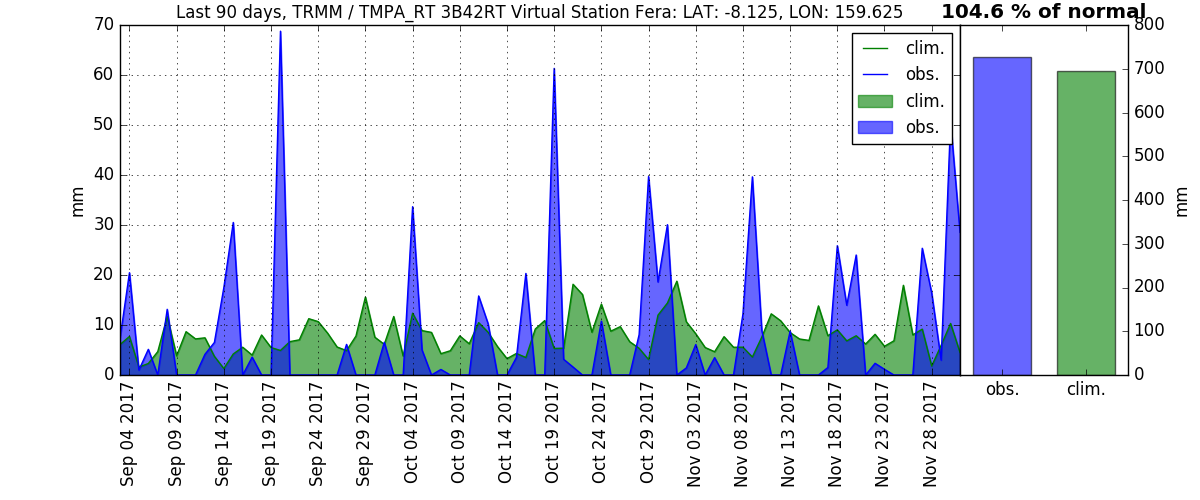 Last 90 days, TRMM / TMPA_RT 3B42RT Virtual Station Fera: LAT: -8.125, LON: 159.625
104.6 % of normal
70
60
50
40
30
20
10
0
mm
clim.
obs.
clim.
obs.
Sep 04 2017
Sep 09 2017
Sep 14 2017
Sep 19 2017
Sep 24 2017
Sep 29 2017
Oct 04 2017
Oct 09 2017
Oct 14 2017
Oct 19 2017
Oct 24 2017
Oct 29 2017
Nov 03 2017
Nov 08 2017
Nov 13 2017
Nov 18 2017
Nov 23 2017
Nov 28 2017
800
700
600
500
400
300
200
100
0
mm
obs.
clim.